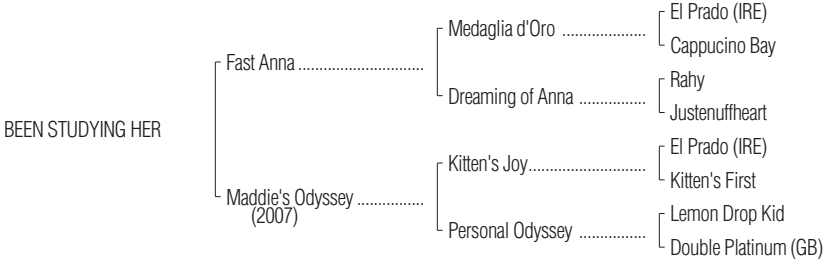 El Prado (IRE)
Medaglia d'Oro ....................
Cappucino Bay
Fast Anna .............................
Rahy
Dreaming of Anna ................
Justenuffheart
BEEN STUDYING HER
El Prado (IRE)
Kitten's Joy............................
Kitten's First
Maddie's Odyssey ................
(2007)
Lemon Drop Kid
Personal Odyssey ................
Double Platinum (GB)